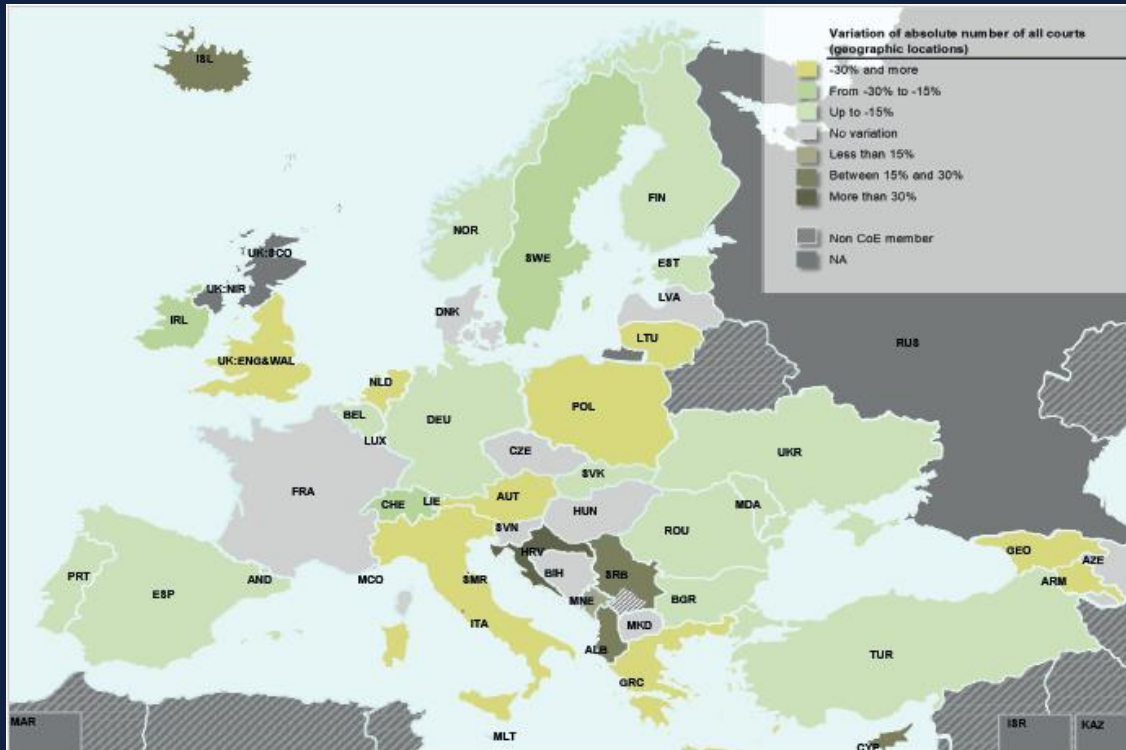 Variation of absolute number of all courts
(geographic locations)
-30% and more
From -30% to -15%
Up to -15%
No variation
Less than 15%
Between 15% and 30%
More than 30%
Non CoE member
NA
ISL
FIN
NOR
SWE
UK:SCO
EST
UK:NIR
LVA
DNK
IRL
LTU
RUS
UK:ENG&WAL
NLD
POL
BEL
DEU
LUX
CZE
UKR
SVK
FRA
CHE
LIE
AUT
MDA
HUN
SVN
ROU
HRV
GEO
AZE
BIH
SRB
PRT
AND
MCO
SMR
ARM
ESP
MNE
BGR
ITA
MKD
ALB
TUR
GRC
MAR
ISR
KAZ
MLT
CYP